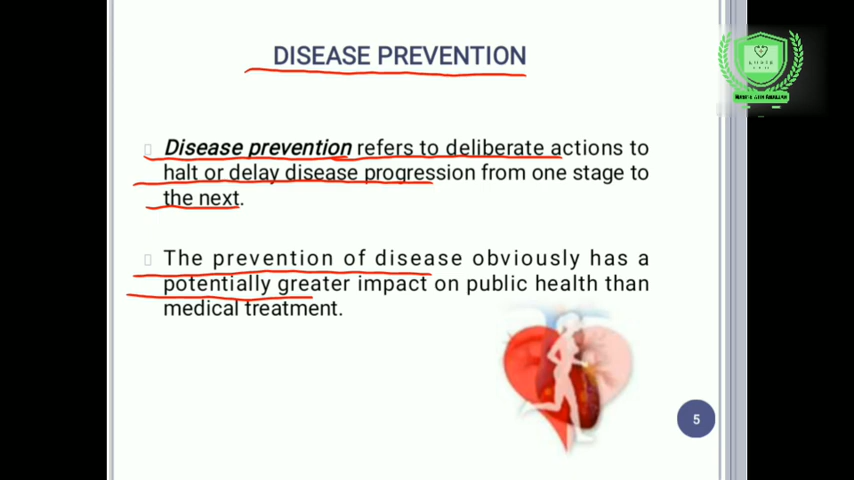 DISEASE PREVENTION
Disease prevention refers to deliberate actions to
halt or delay disease progression from one stage to
the next.
The prevention of disease obviously has a
potentially greater impact on public health than
medical treatment.
5